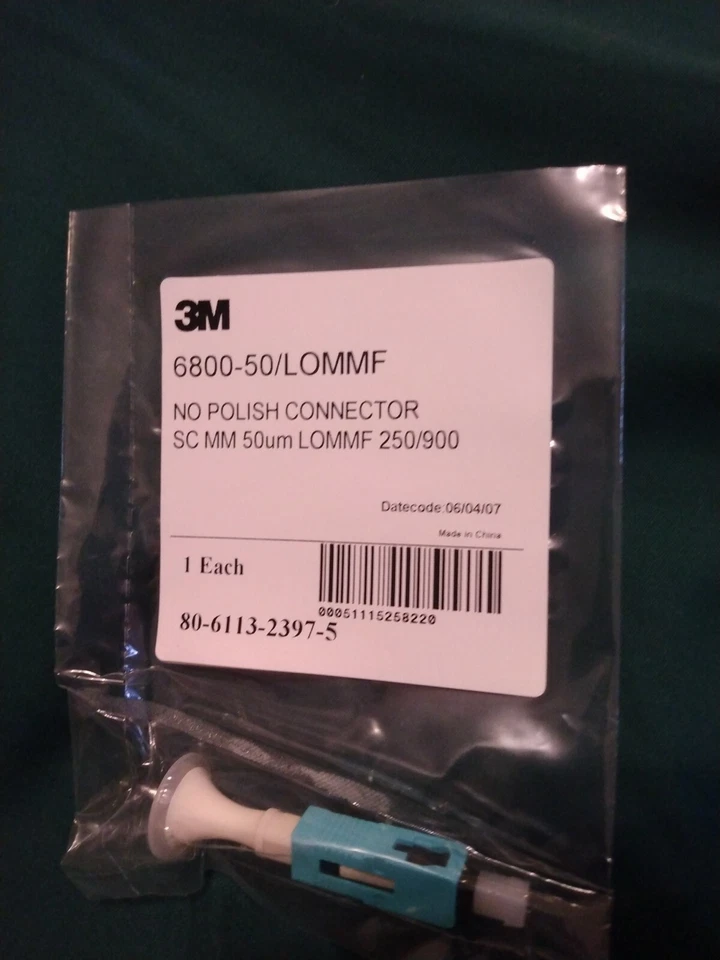 3M
6800-50/LOMMF
NO POLISH CONNECTOR
SC MM 50um LOMMF 250/900
Datecode:06/04/07
Made in China
1 Each
00051115258220
80-6113-2397-5